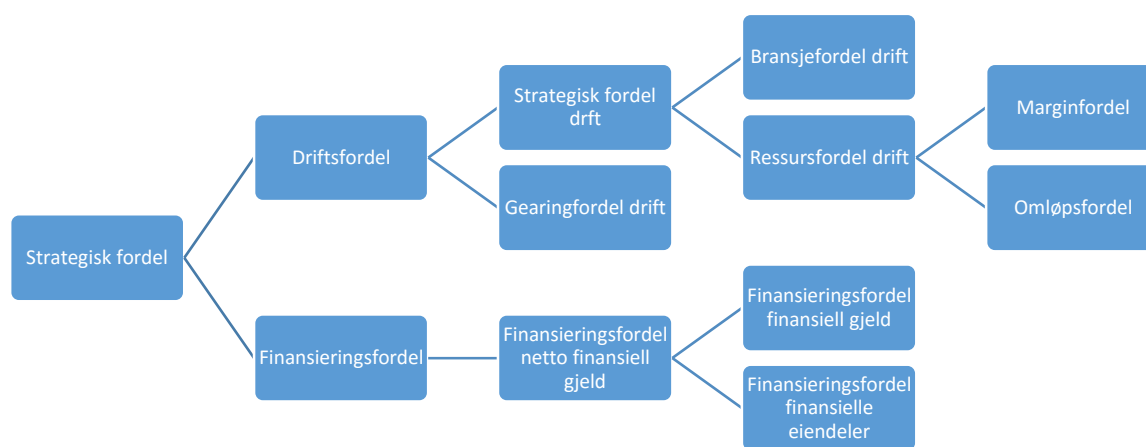 Strategisk fordel
Driftsfordel
Strategisk fordel
drft
Bransjefordel drift
Ressursfordel drift
Marginfordel
Omløpsfordel
Gearingfordel drift
Finansieringsfordel
Finansieringsfordel
netto finansiell
gjeld
Finansieringsfordel
finansiell gjeld
Finansieringsfordel
finansielle
eiendeler